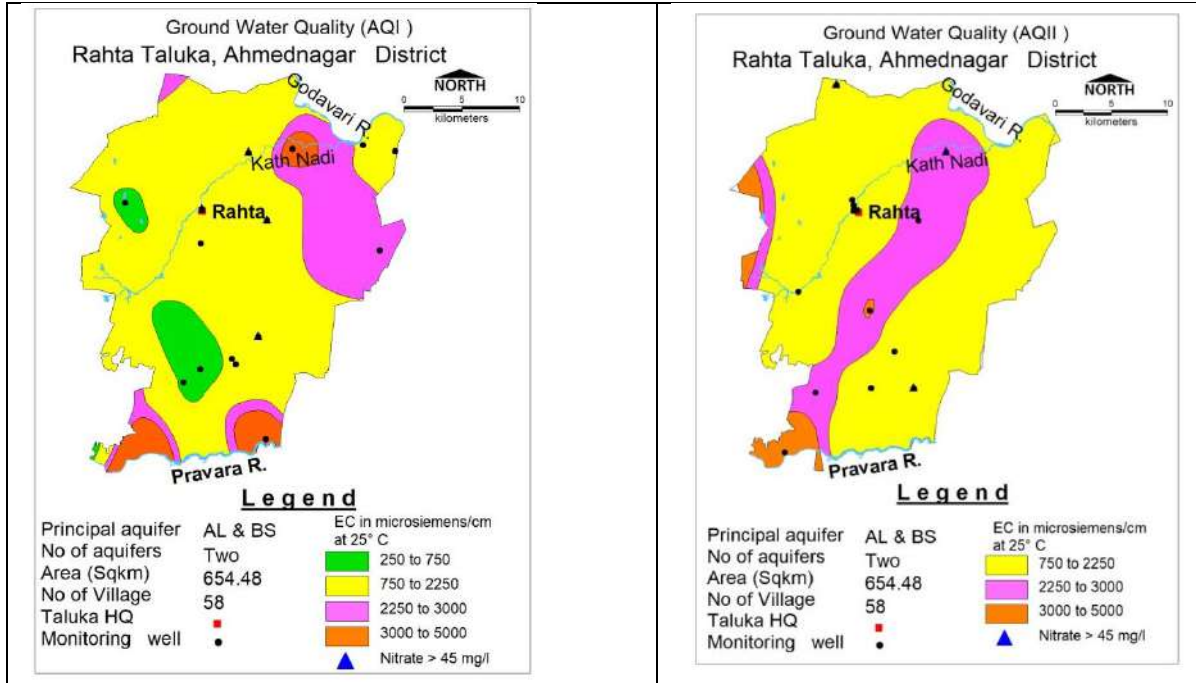 Ground Water Quality (AQI )
Rahta Taluka, Ahmednagar District
NORTH
0 5 10
kilometers
Godavari R.
Kath Nadi
Rahta
Pravara R.
Legend
Principal aquifer AL & BS
No of aquifers Two
Area (Sqkm) 654.48
No of Village 58
Taluka HQ
Monitoring well
EC in microsiemens/cm
at 25° C
250 to 750
750 to 2250
2250 to 3000
3000 to 5000
Nitrate > 45 mg/l
Ground Water Quality (AQII )
Rahta Taluka, Ahmednagar District
NORTH
0 5 10
kilometers
Godavari R.
Kath Nadi
Rahta
Pravara R.
Legend
Principal aquifer AL & BS
No of aquifers Two
Area (Sqkm) 654.48
No of Village 58
Taluka HQ
Monitoring well
EC in microsiemens/cm
at 25° C
750 to 2250
2250 to 3000
3000 to 5000
Nitrate > 45 mg/l